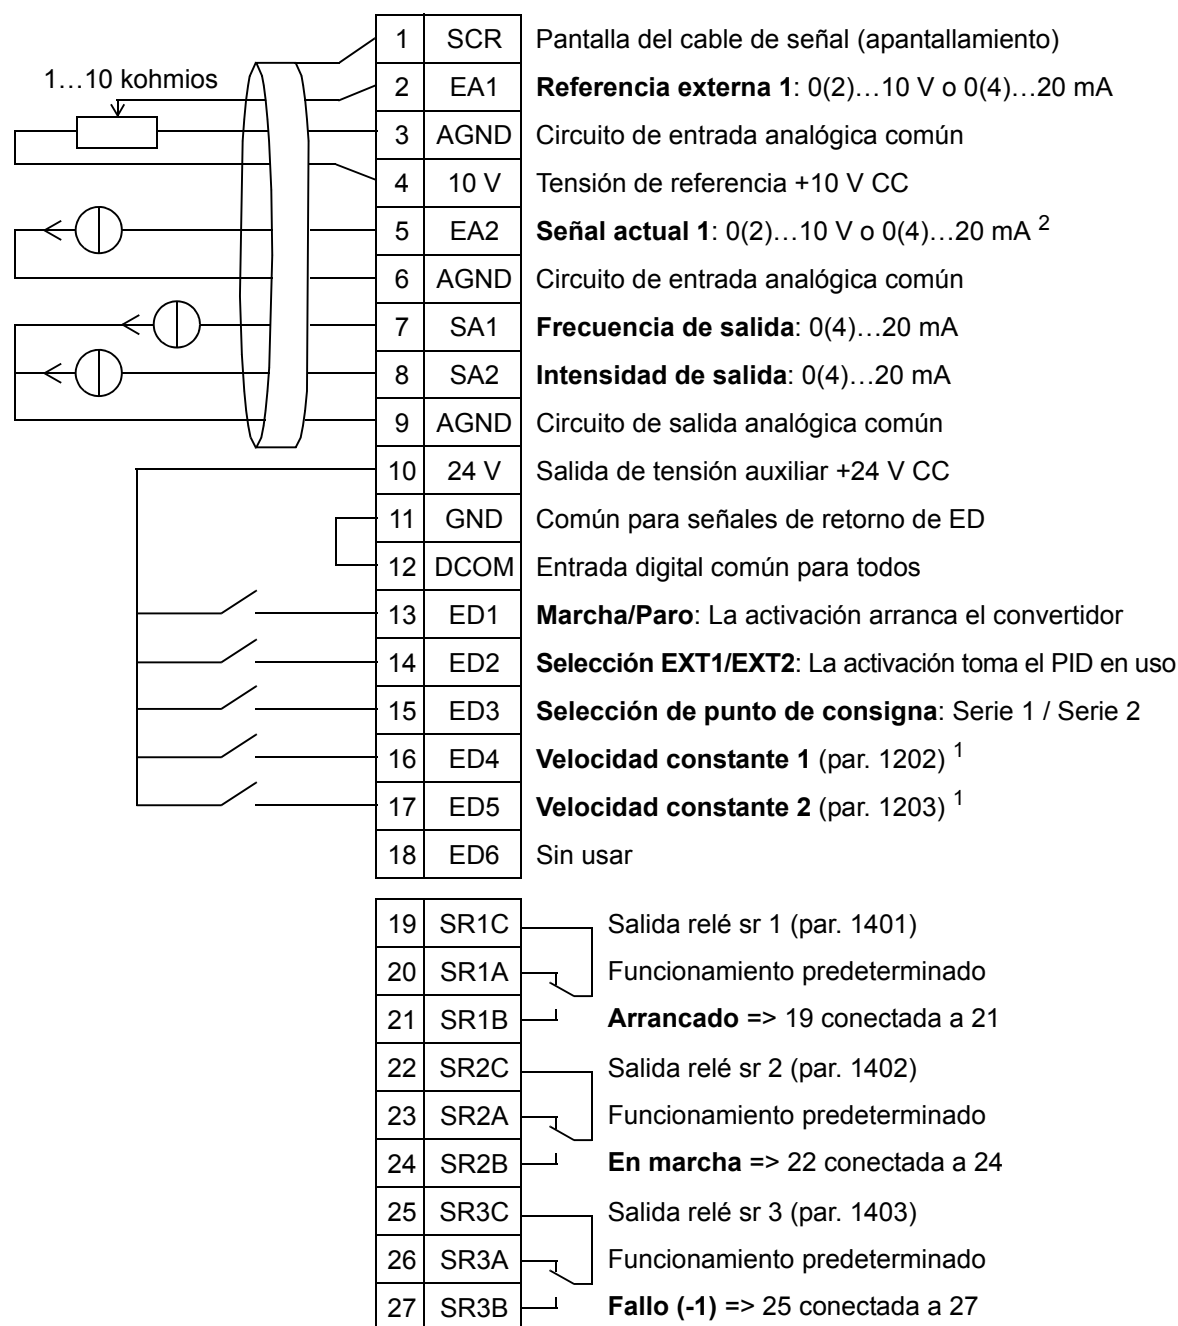 1 SCR Pantalla del cable de señal (apantallamiento)
1…10 kohmios
2 EA1 Referencia externa 1: 0(2)…10 V o 0(4)…20 mA
3 AGND Circuito de entrada analógica común
4 10 V Tensión de referencia +10 V CC
5 EA2 Señal actual 1: 0(2)…10 V o 0(4)…20 mA 2
6 AGND Circuito de entrada analógica común
7 SA1 Frecuencia de salida: 0(4)…20 mA
8 SA2 Intensidad de salida: 0(4)…20 mA
9 AGND Circuito de salida analógica común
10 24 V Salida de tensión auxiliar +24 V CC
11 GND Común para señales de retorno de ED
12 DCOM Entrada digital común para todos
13 ED1 Marcha/Paro: La activación arranca el convertidor
14 ED2 Selección EXT1/EXT2: La activación toma el PID en uso
15 ED3 Selección de punto de consigna: Serie 1 / Serie 2
16 ED4 Velocidad constante 1 (par. 1202) 1
17 ED5 Velocidad constante 2 (par. 1203) 1
18 ED6 Sin usar
19 SR1C Salida relé sr 1 (par. 1401)
20 SR1A Funcionamiento predeterminado
21 SR1B Arrancado => 19 conectada a 21
22 SR2C Salida relé sr 2 (par. 1402)
23 SR2A Funcionamiento predeterminado
24 SR2B En marcha => 22 conectada a 24
25 SR3C Salida relé sr 3 (par. 1403)
26 SR3A Funcionamiento predeterminado
27 SR3B Fallo (-1) => 25 conectada a 27